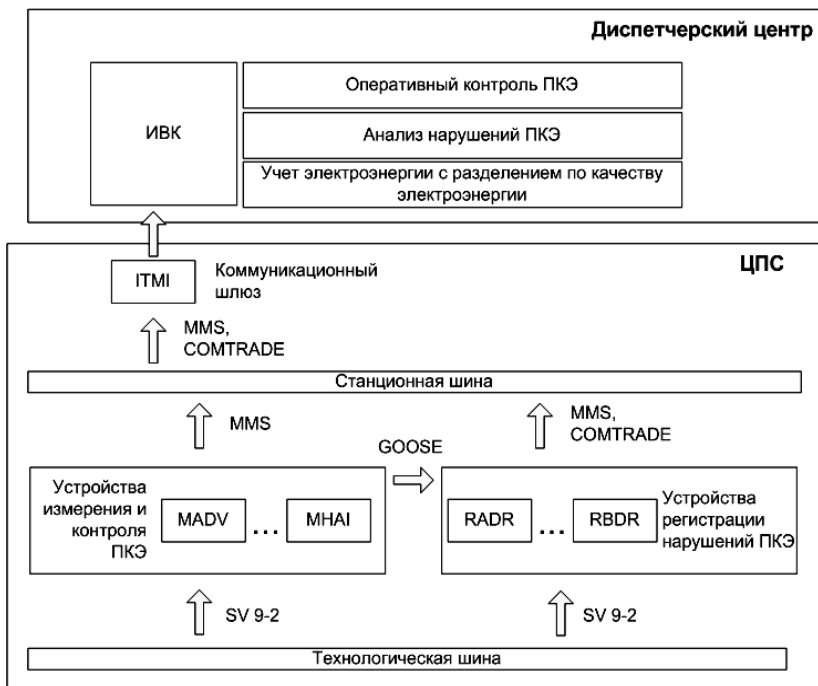 Диспетчерский центр
ИВК
Оперативный контроль ПКЭ
Анализ нарушений ПКЭ
Учет электроэнергии с разделением по качеству
электроэнергии
ЦПС
ITMI
Коммуникационный
шлюз
MMS,
COMTRADE
Станционная шина
MMS
MMS,
COMTRADE
GOOSE
Устройства
измерения и
контроля
ПКЭ
MADV
...
MHAI
RADR
...
RBDR
Устройства
регистрации
нарушений ПКЭ
SV 9-2
SV 9-2
Технологическая шина